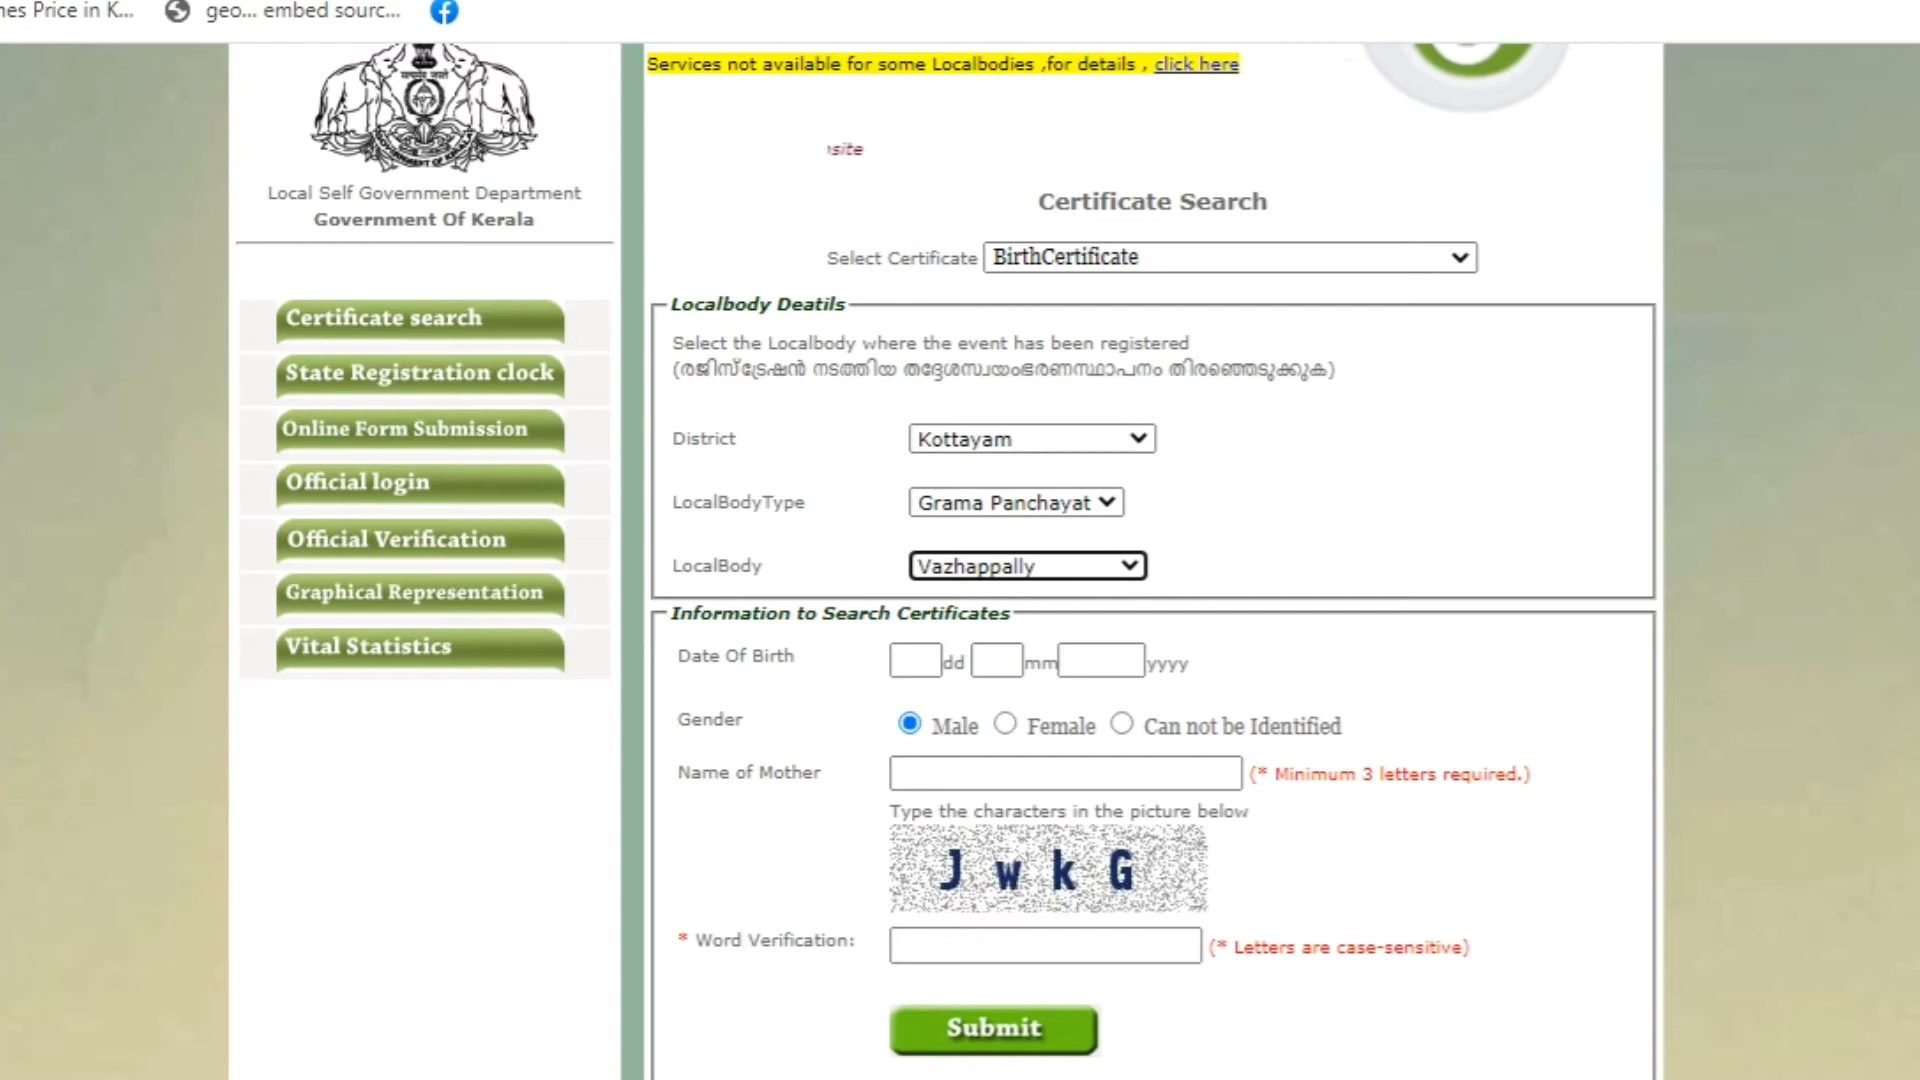 nes Price in K...
geo... embed sourc...
Services not available for some Localbodies ,for details , click here
site
GOVERNMENT OF KERALA
Local Self Government Department
Government Of Kerala
Certificate search
State Registration clock
Online Form Submission
Official login
Official Verification
Graphical Representation
Vital Statistics
Certificate Search
Select Certificate BirthCertificate
Localbody Deatils
Select the Localbody where the event has been registered
(രജിസ്ട്രേഷന്‍ നടത്തിയ തദ്ദേശസ്വയംഭരണസ്ഥാപനം തിരഞ്ഞെടുക്കുക)
District Kottayam
LocalBodyType Grama Panchayat
LocalBody Vazhappally
Information to Search Certificates
Date Of Birth dd mm yyyy
Gender Male Female Can not be Identified
Name of Mother (* Minimum 3 letters required.)
Type the characters in the picture below
J w k G
* Word Verification: (* Letters are case-sensitive)
Submit